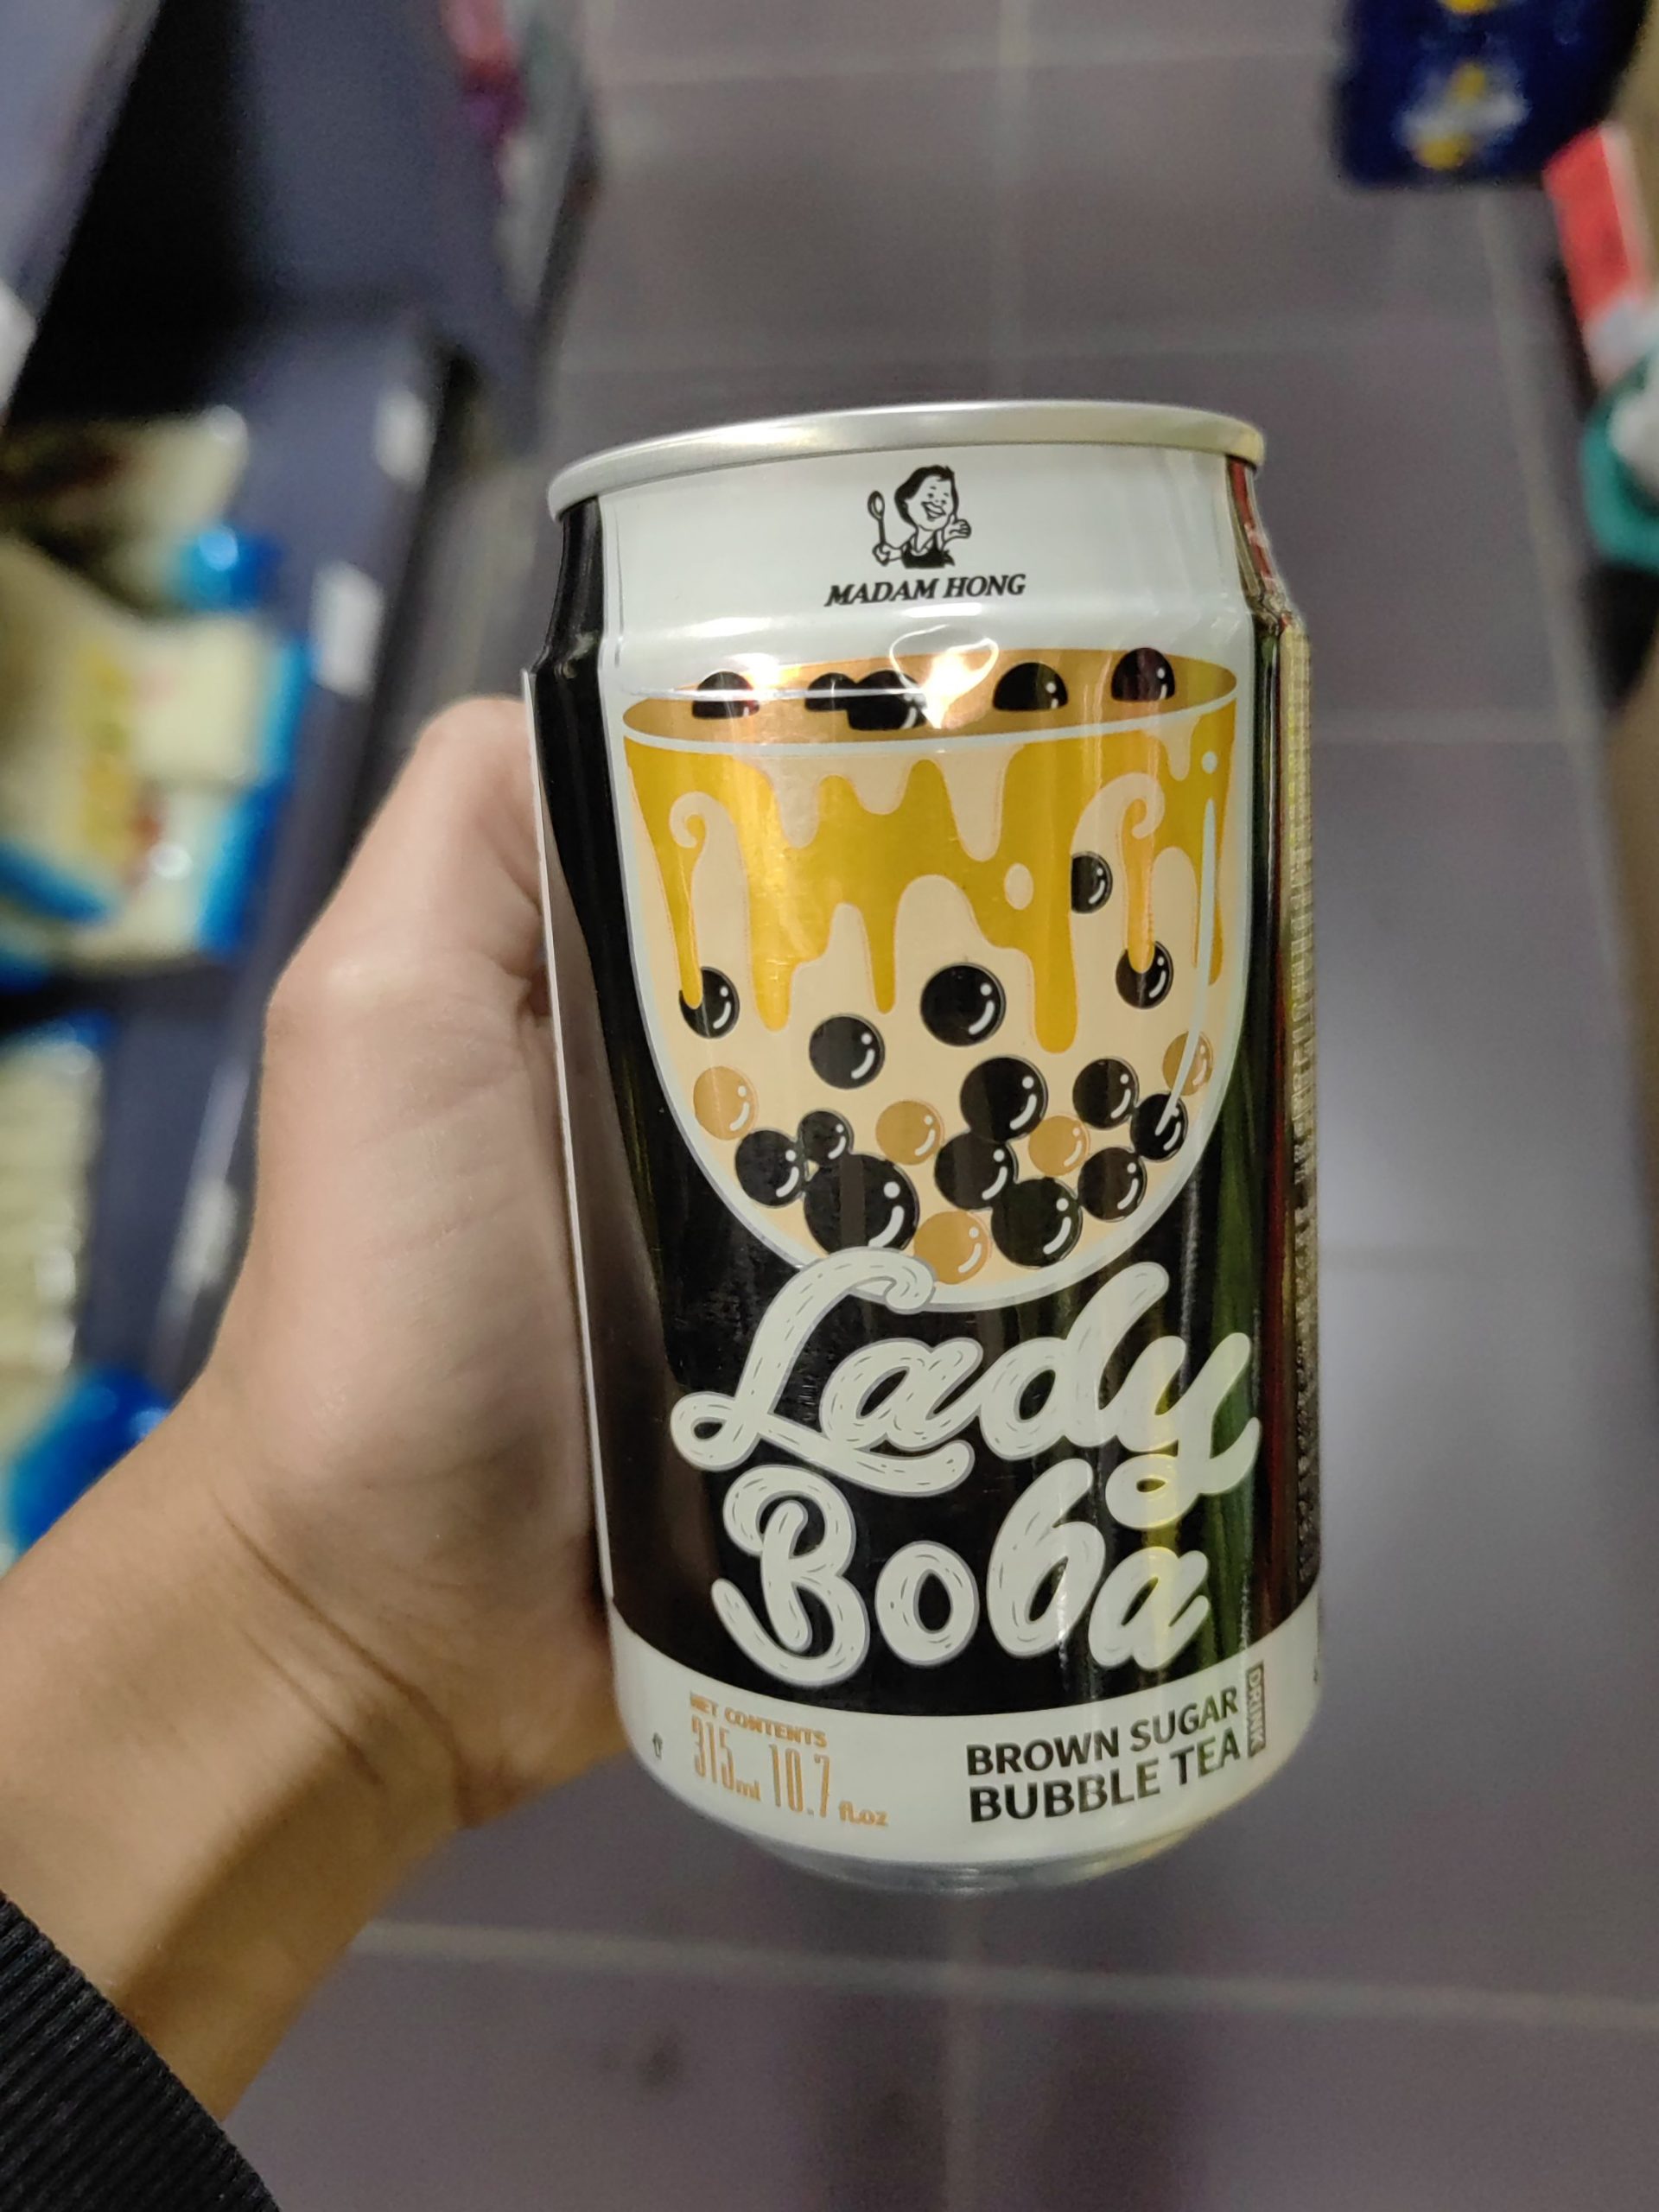 MADAM HONG
Lady
Boba
NET CONTENTS
315ml 10.7 fl.oz
BROWN SUGAR
BUBBLE TEA
DRINK